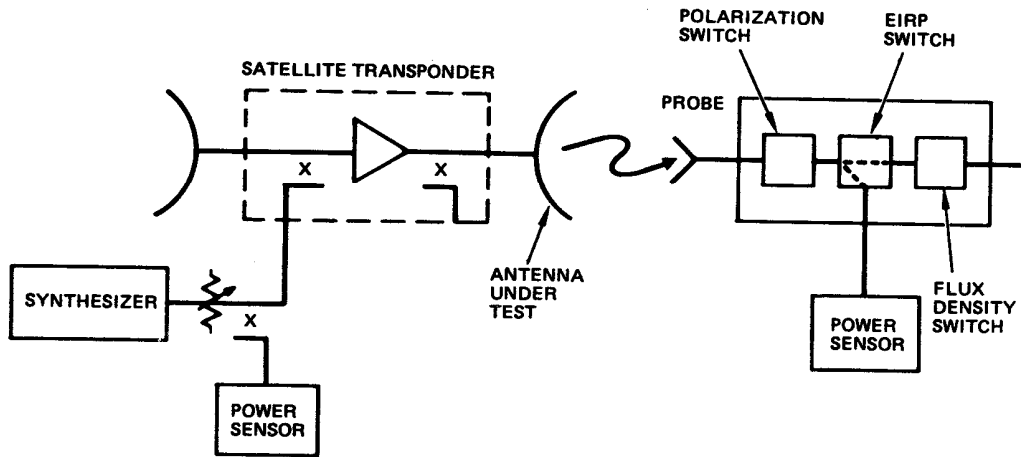 POLARIZATION
SWITCH
EIRP
SWITCH
SATELLITE TRANSPONDER
PROBE
X
X
SYNTHESIZER
X
ANTENNA
UNDER
TEST
FLUX
DENSITY
SWITCH
POWER
SENSOR
POWER
SENSOR